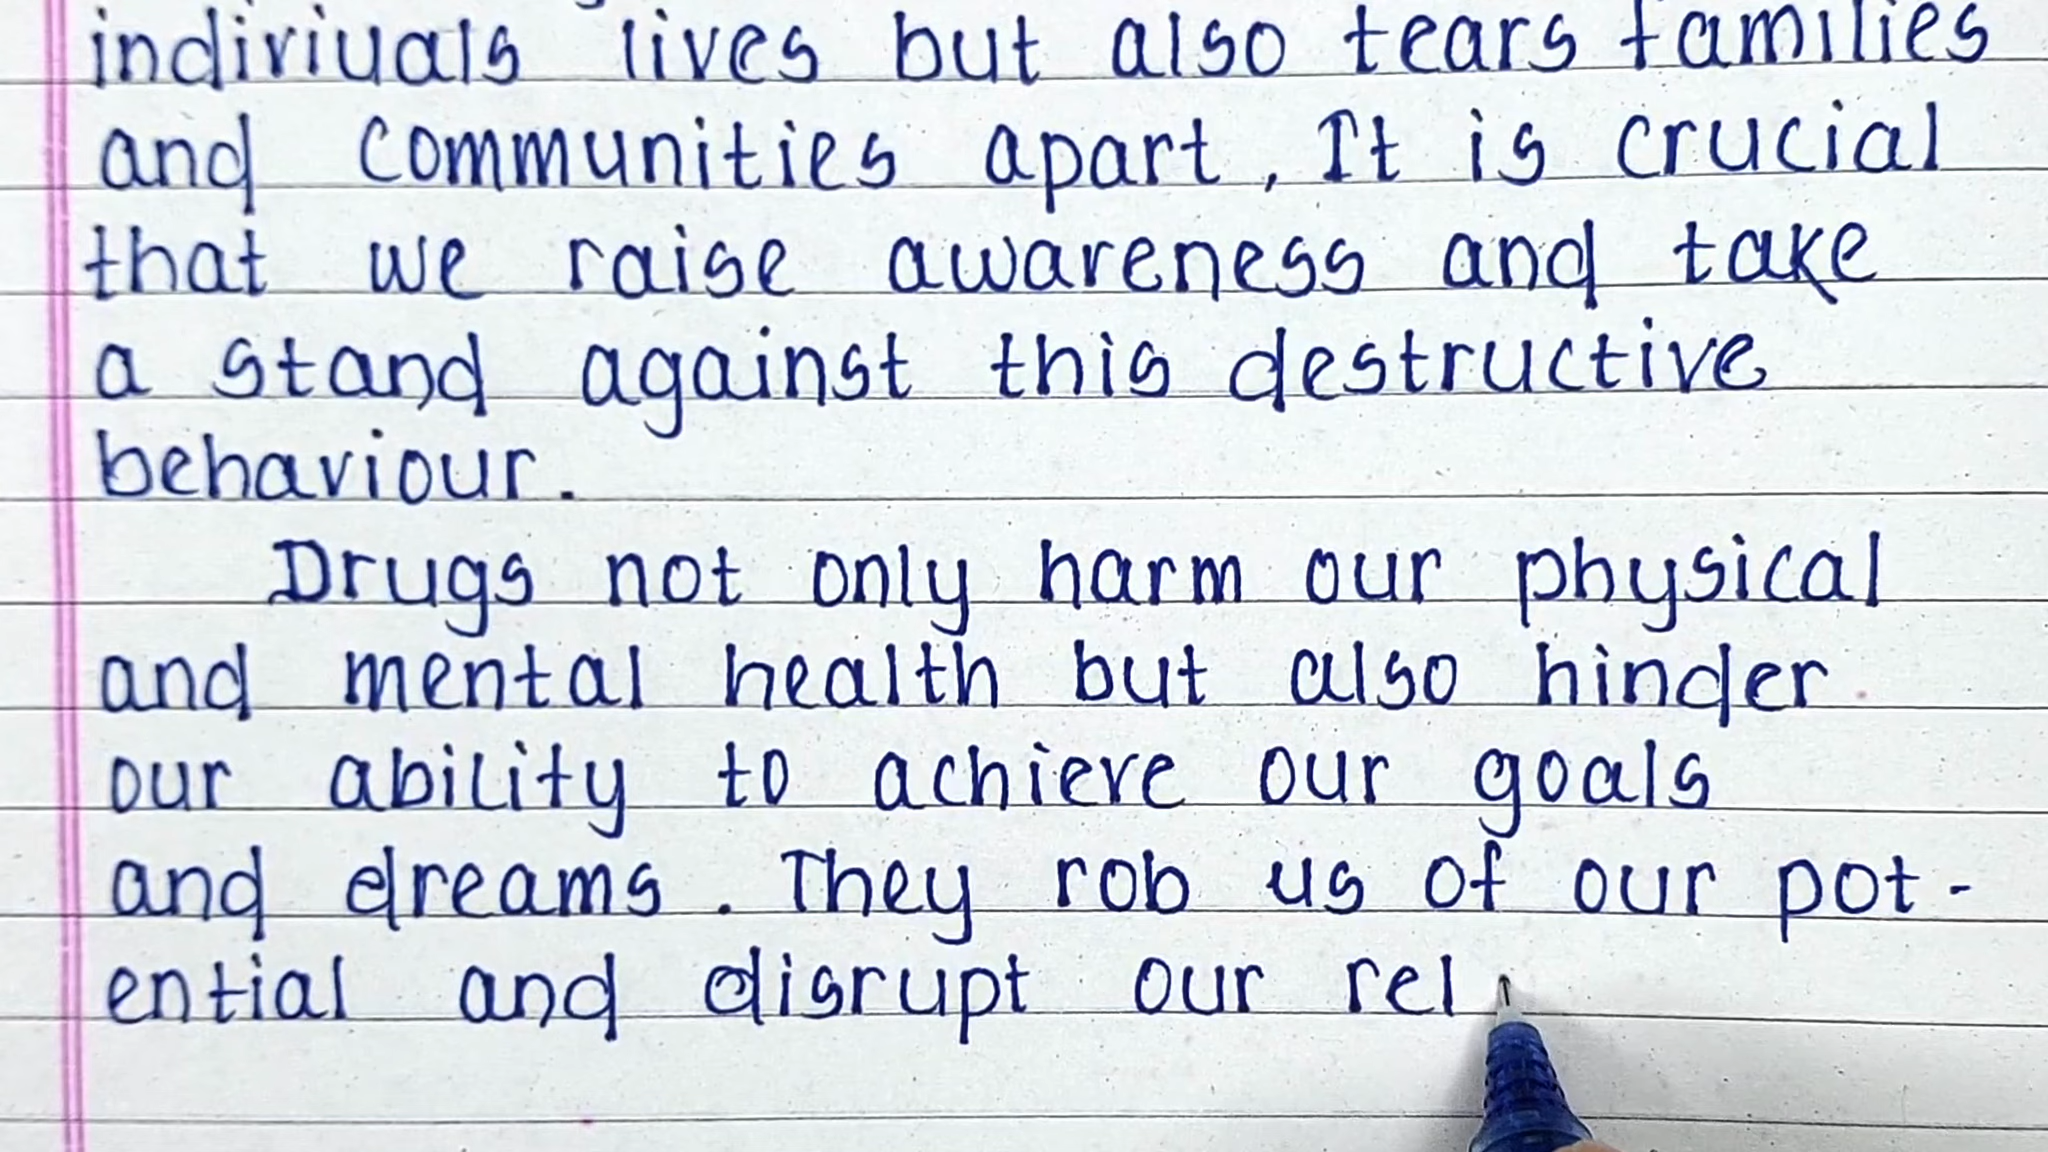 indiviuals lives but also tears families
and communities apart, It is crucial
that we raise awareness and take
a stand against this destructive
behaviour.
Drugs not only harm our physical
and mental health but also hinder
our ability to achieve our goals
and dreams. They rob us of our pot-
ential and disrupt our rel